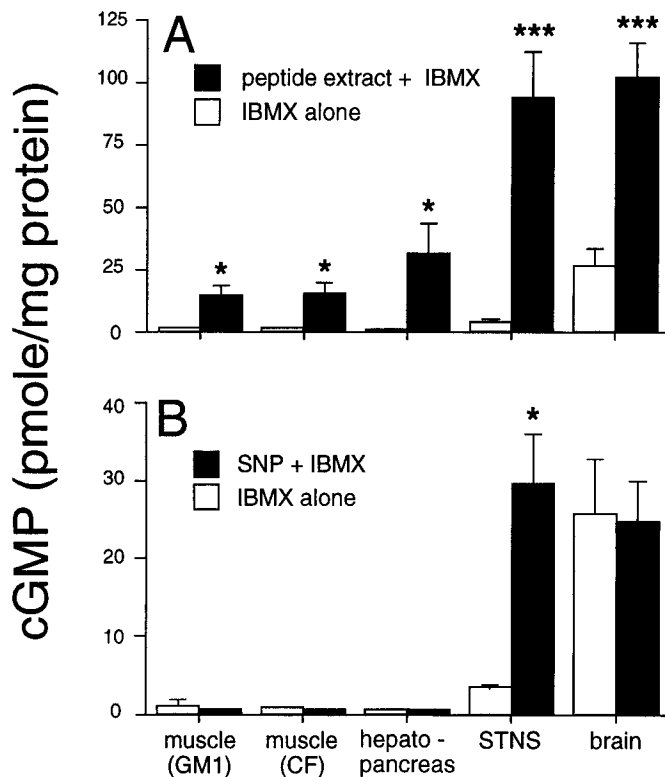 cGMP (pmole/mg protein)
A
125
100
75
50
25
0
peptide extract + IBMX
IBMX alone
*
*
*
***
***
B
40
30
20
10
0
SNP + IBMX
IBMX alone
*
muscle (GM1)
muscle (CF)
hepato - pancreas
STNS
brain